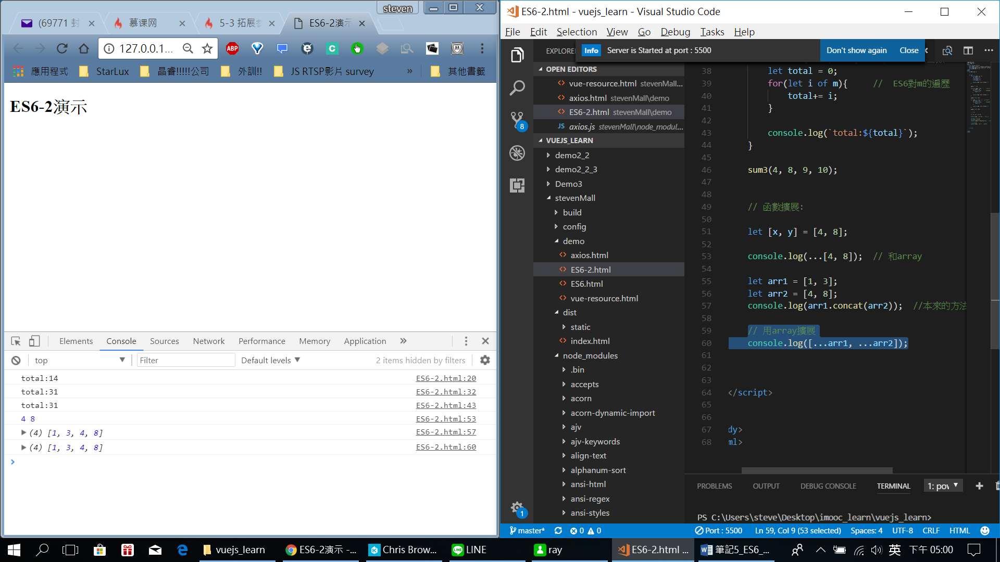 steven
(69771 封
慕课网
5-3 拓展参
ES6-2演示
127.0.0.1...
ABP
應用程式
StarLux
晶睿!!!!!公司
外訓!!
JS RTSP影片 survey
»
其他書籤
ES6-2演示
Elements Console Sources Network Performance Memory Application »
top
Filter
Default levels
2 items hidden by filters
total:14 ES6-2.html:20
total:31 ES6-2.html:32
total:31 ES6-2.html:43
4 8 ES6-2.html:53
(4) [1, 3, 4, 8] ES6-2.html:57
(4) [1, 3, 4, 8] ES6-2.html:60
ES6-2.html - vuejs_learn - Visual Studio Code
File Edit Selection View Go Debug Tasks Help
EXPLORE
Info Server is Started at port : 5500 Don't show again Close
OPEN EDITORS
vue-resource.html stevenMall...
axios.html stevenMall\demo
ES6-2.html stevenMall\demo
JS axios.js stevenMall\node_modul...
8
VUEJS_LEARN
demo2_2
demo2_2_3
Demo3
stevenMall
build
config
demo
axios.html
ES6-2.html
ES6.html
vue-resource.html
dist
static
index.html
node_modules
.bin
accepts
acorn
acorn-dynamic-import
ajv
ajv-keywords
align-text
alphanum-sort
ansi-html
ansi-regex
ansi-styles
1
38 let total = 0;
39 for(let i of m){ // ES6對m的遍歷
40 total+= i;
41 }
42
43 console.log(`total:${total}`);
44 }
45
46 sum3(4, 8, 9, 10);
47
48
49 // 函數擴展:
50
51 let [x, y] = [4, 8];
52
53 console.log(...[4, 8]); // 和array
54
55 let arr1 = [1, 3];
56 let arr2 = [4, 8];
57 console.log(arr1.concat(arr2)); //本來的方法
58
59 // 用array擴展
60 console.log([...arr1, ...arr2]);
61
62
63
64 </script>
65
66
67 dy>
68 ml>
PROBLEMS OUTPUT DEBUG CONSOLE TERMINAL 1: pov
PS C:\Users\steve\Desktop\imooc_learn\vuejs_learn>
master* 0 0 Port : 5500 Ln 59, Col 9 (53 selected) Spaces: 4 UTF-8 CRLF HTML
vuejs_learn
ES6-2演示 -...
Chris Brow...
LINE
ray
ES6-2.html ...
筆記5_ES6_...
英
下午 05:00